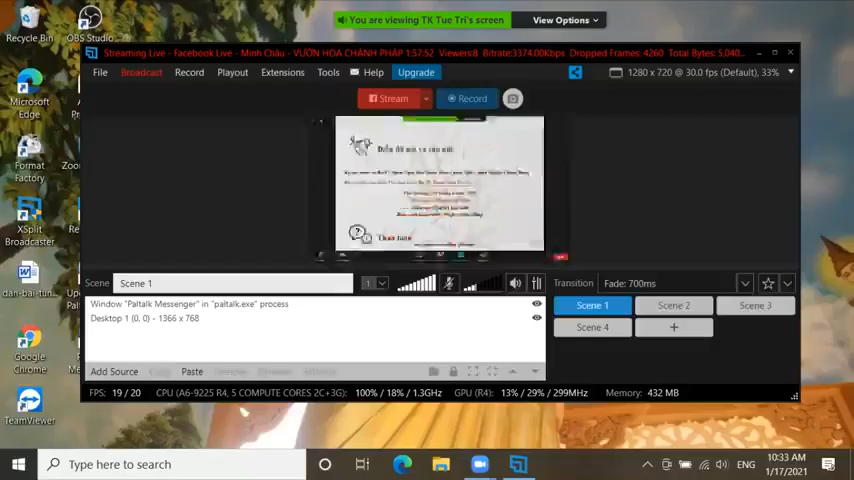 You are viewing TK Tue Tri's screen
View Options
Recycle Bin
OBS Studio
Streaming Live - Facebook Live - Minh Châu - VƯỜN HOA CHÁNH PHÁP 1:57:52 Viewers:8 Bitrate:3374.00Kbps Dropped Frames: 4260 Total Bytes: 5,040...
File Broadcast Record Playout Extensions Tools Help Upgrade
1280 x 720 @ 30.0 fps (Default), 33%
Stream Record
Microsoft Edge
Format Factory
XSplit Broadcaster
dan-bai-tun...
Google Chrome
TeamViewer
Scene Scene 1 1
Transition Fade: 700ms
Window "Paltalk Messenger" in "paltalk.exe" process
Desktop 1 (0, 0) - 1366 x 768
Scene 1 Scene 2 Scene 3
Scene 4 +
Add Source Paste
FPS: 19 / 20 CPU (A6-9225 R4, 5 COMPUTE CORES 2C+3G): 100% / 18% / 1.3GHz GPU (R4): 13% / 29% / 299MHz Memory: 432 MB
Type here to search
ENG
10:33 AM
1/17/2021